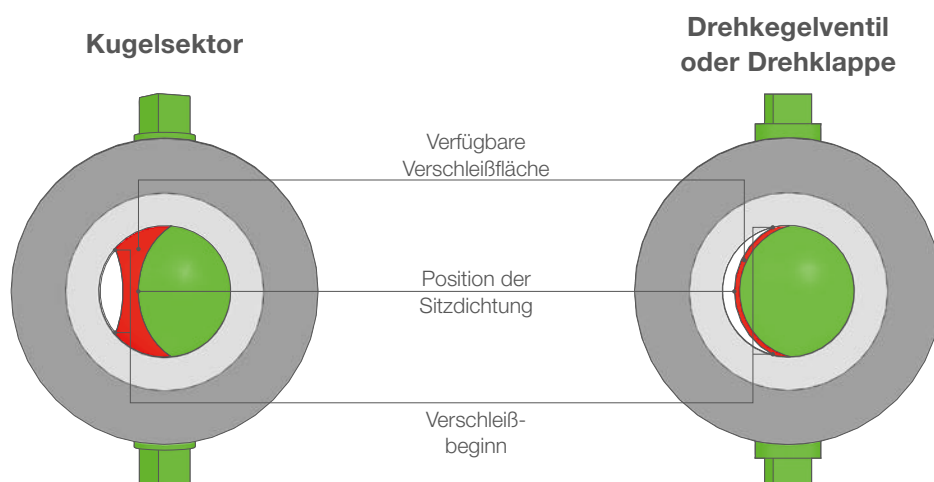 Kugelsektor
Drehkegelventil
oder Drehklappe
Verfügbare
Verschleißfläche
Position der
Sitzdichtung
Verschleiß-
beginn